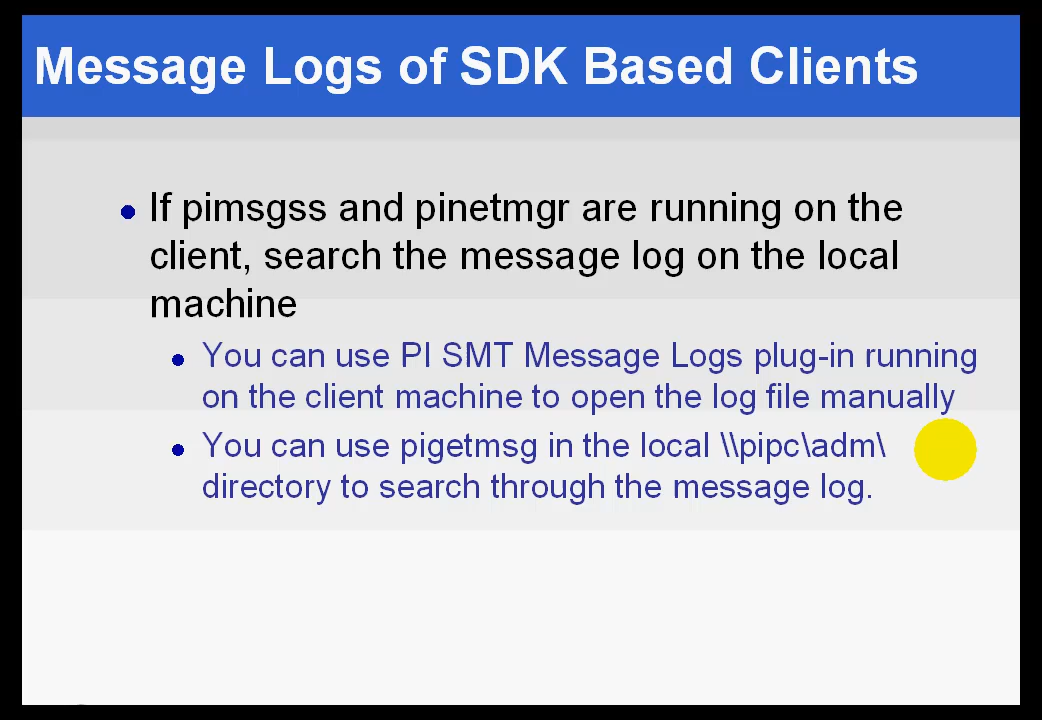 Message Logs of SDK Based Clients
If pimsgss and pinetmgr are running on the
client, search the message log on the local
machine
You can use PI SMT Message Logs plug-in running
on the client machine to open the log file manually
You can use pigetmsg in the local \\pipc\adm\
directory to search through the message log.